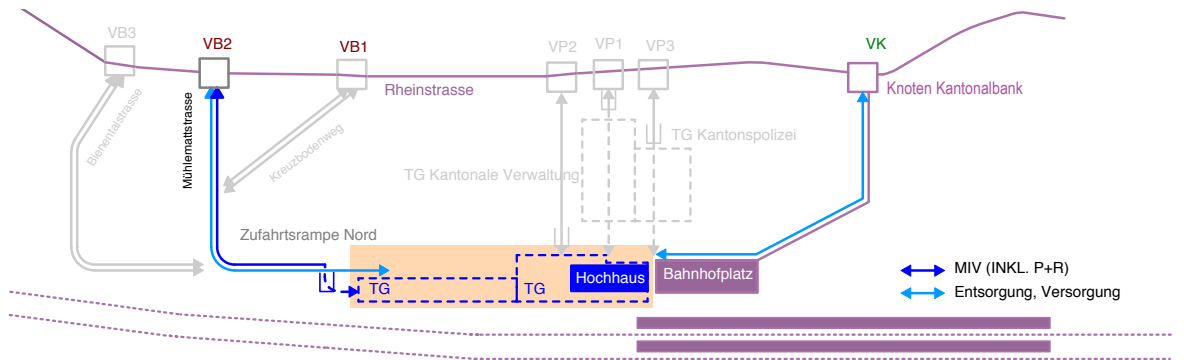 VB3
VB2
VB1
VP2
VP1
VP3
VK
Rheinstrasse
Knoten Kantonalbank
Bienentalstrasse
Mühlemattstrasse
Kreuzbodenweg
TG Kantonspolizei
TG Kantonale Verwaltung
Zufahrtsrampe Nord
Hochhaus
Bahnhofplatz
TG
TG
MIV (INKL. P+R)
Entsorgung, Versorgung